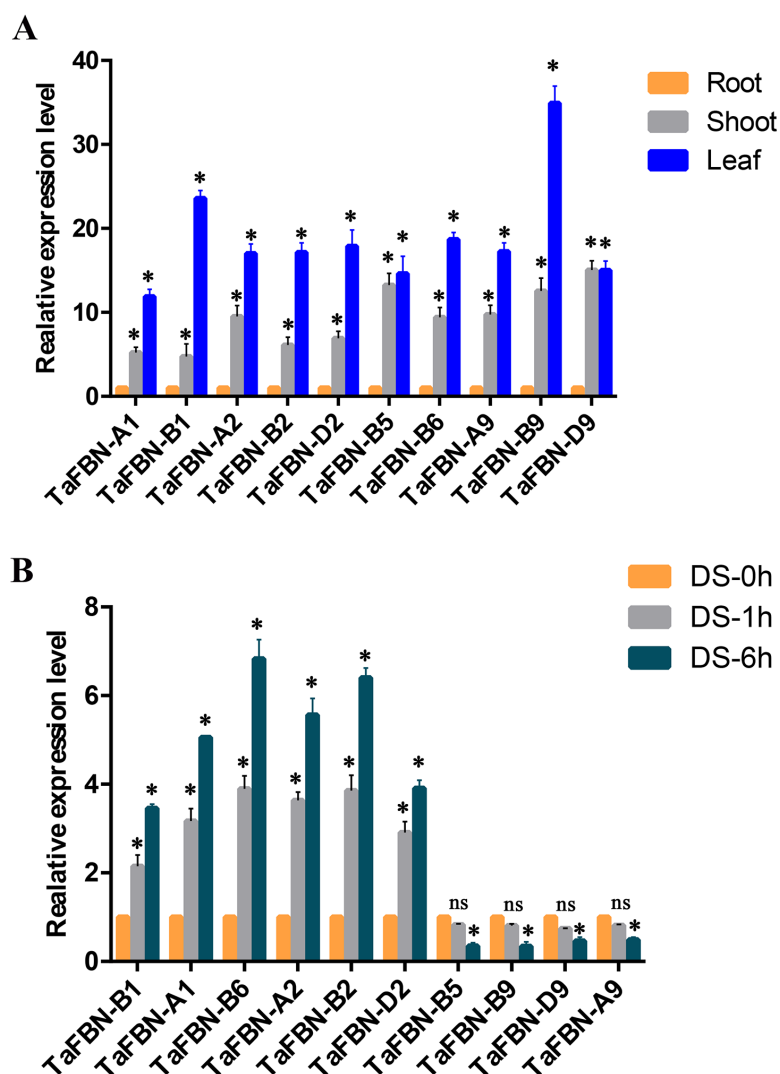 A
Realative expression level
40
30
20
10
0
Root
Shoot
Leaf
* * * * * * * * * * * * * * * * * * **
TaFBN-A1
TaFBN-B1
TaFBN-A2
TaFBN-B2
TaFBN-D2
TaFBN-B5
TaFBN-B6
TaFBN-A9
TaFBN-B9
TaFBN-D9
B
Realative expression level
8
6
4
2
0
DS-0h
DS-1h
DS-6h
* * * * * * * * * * * * ns * ns * ns * ns *
TaFBN-B1
TaFBN-A1
TaFBN-B6
TaFBN-A2
TaFBN-B2
TaFBN-D2
TaFBN-B5
TaFBN-B9
TaFBN-D9
TaFBN-A9